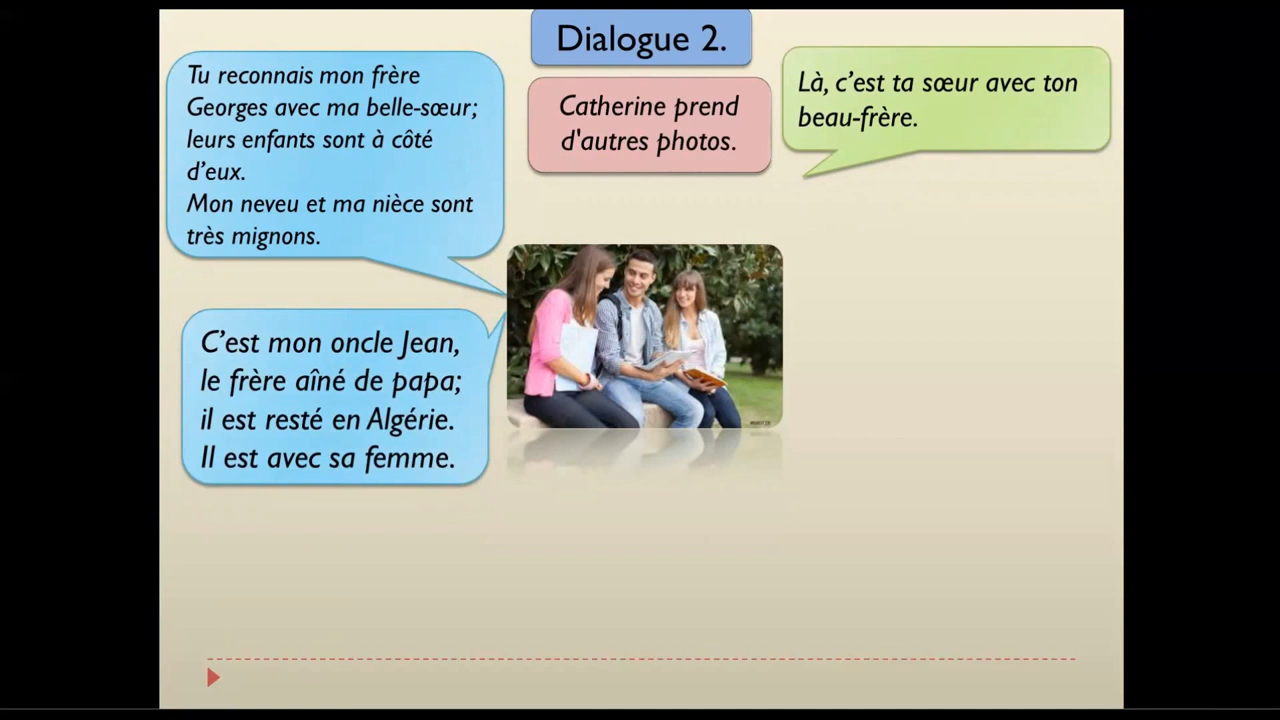 Dialogue 2.
Catherine prend
d'autres photos.
Tu reconnais mon frère
Georges avec ma belle-sœur;
leurs enfants sont à côté
d’eux.
Mon neveu et ma nièce sont
très mignons.
Là, c’est ta sœur avec ton
beau-frère.
C’est mon oncle Jean,
le frère aîné de papa;
il est resté en Algérie.
Il est avec sa femme.